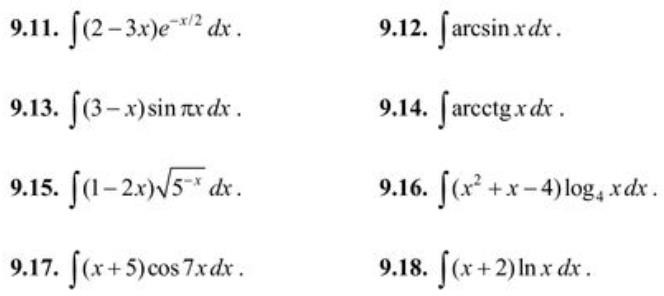 9.11. ∫(2−3x)e^{−x/2} dx .
9.12. ∫arcsin x dx .
9.13. ∫(3−x) sin πx dx .
9.14. ∫arcctg x dx .
9.15. ∫(1−2x)√(5^{−x}) dx .
9.16. ∫(x² + x − 4) log₄ x dx .
9.17. ∫(x+5) cos 7x dx .
9.18. ∫(x+2) ln x dx .